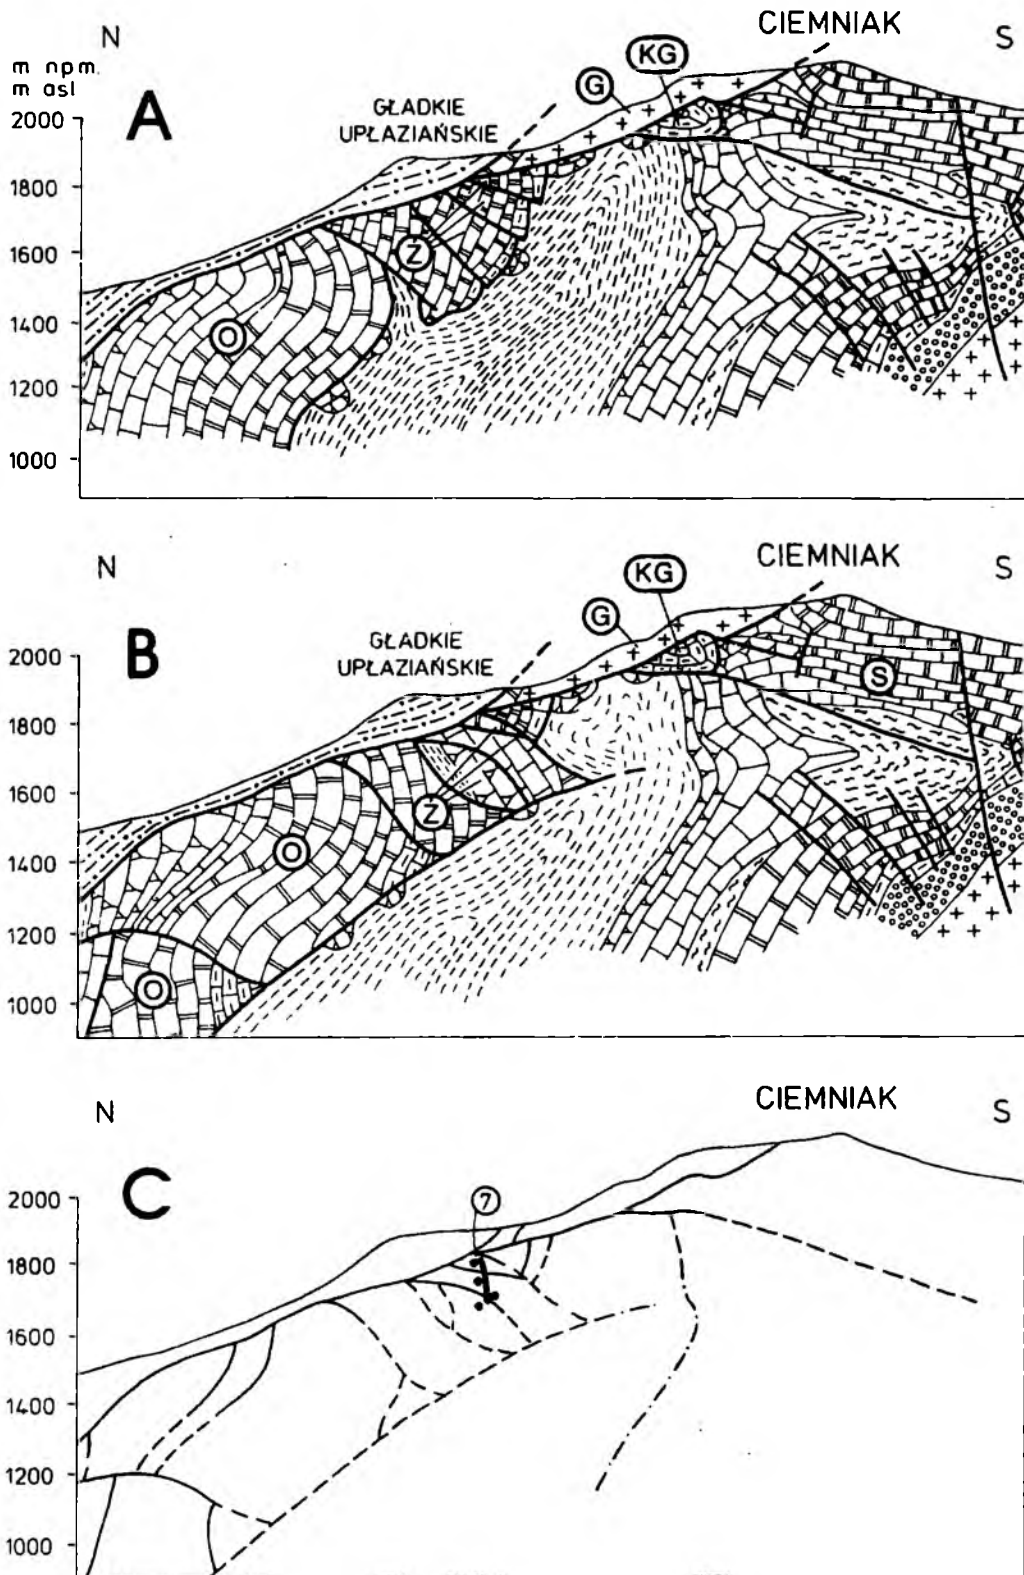 N
CIEMNIAK
S
m npm.
m asl
A
KG
G
GŁADKIE
UPŁAZIAŃSKIE
2000
1800
Z
1600
O
1400
1200
1000
N
CIEMNIAK
S
KG
B
G
GŁADKIE
UPŁAZIAŃSKIE
2000
S
1800
Z
1600
O
1400
1200
O
1000
N
CIEMNIAK
S
C
7
2000
1800
1600
1400
1200
1000